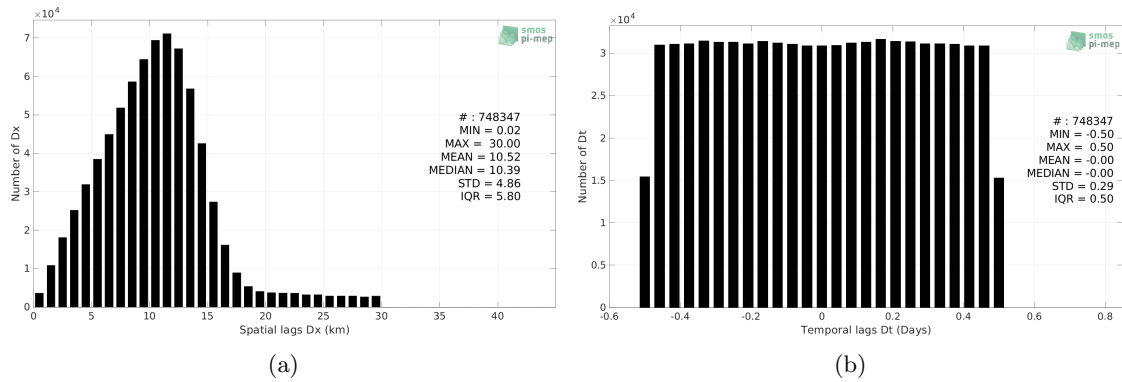 ×10⁴
7
6
5
4
3
2
1
0
Number of Dx
0 5 10 15 20 25 30 35 40
Spatial lags Dx (km)
smos
pi-mep
# : 748347
MIN = 0.02
MAX = 30.00
MEAN = 10.52
MEDIAN = 10.39
STD = 4.86
IQR = 5.80
(a)
×10⁴
3
2.5
2
1.5
1
0.5
0
Number of Dt
-0.6 -0.4 -0.2 0 0.2 0.4 0.6 0.8
Temporal lags Dt (Days)
smos
pi-mep
# : 748347
MIN = -0.50
MAX = 0.50
MEAN = -0.00
MEDIAN = -0.00
STD = 0.29
IQR = 0.50
(b)